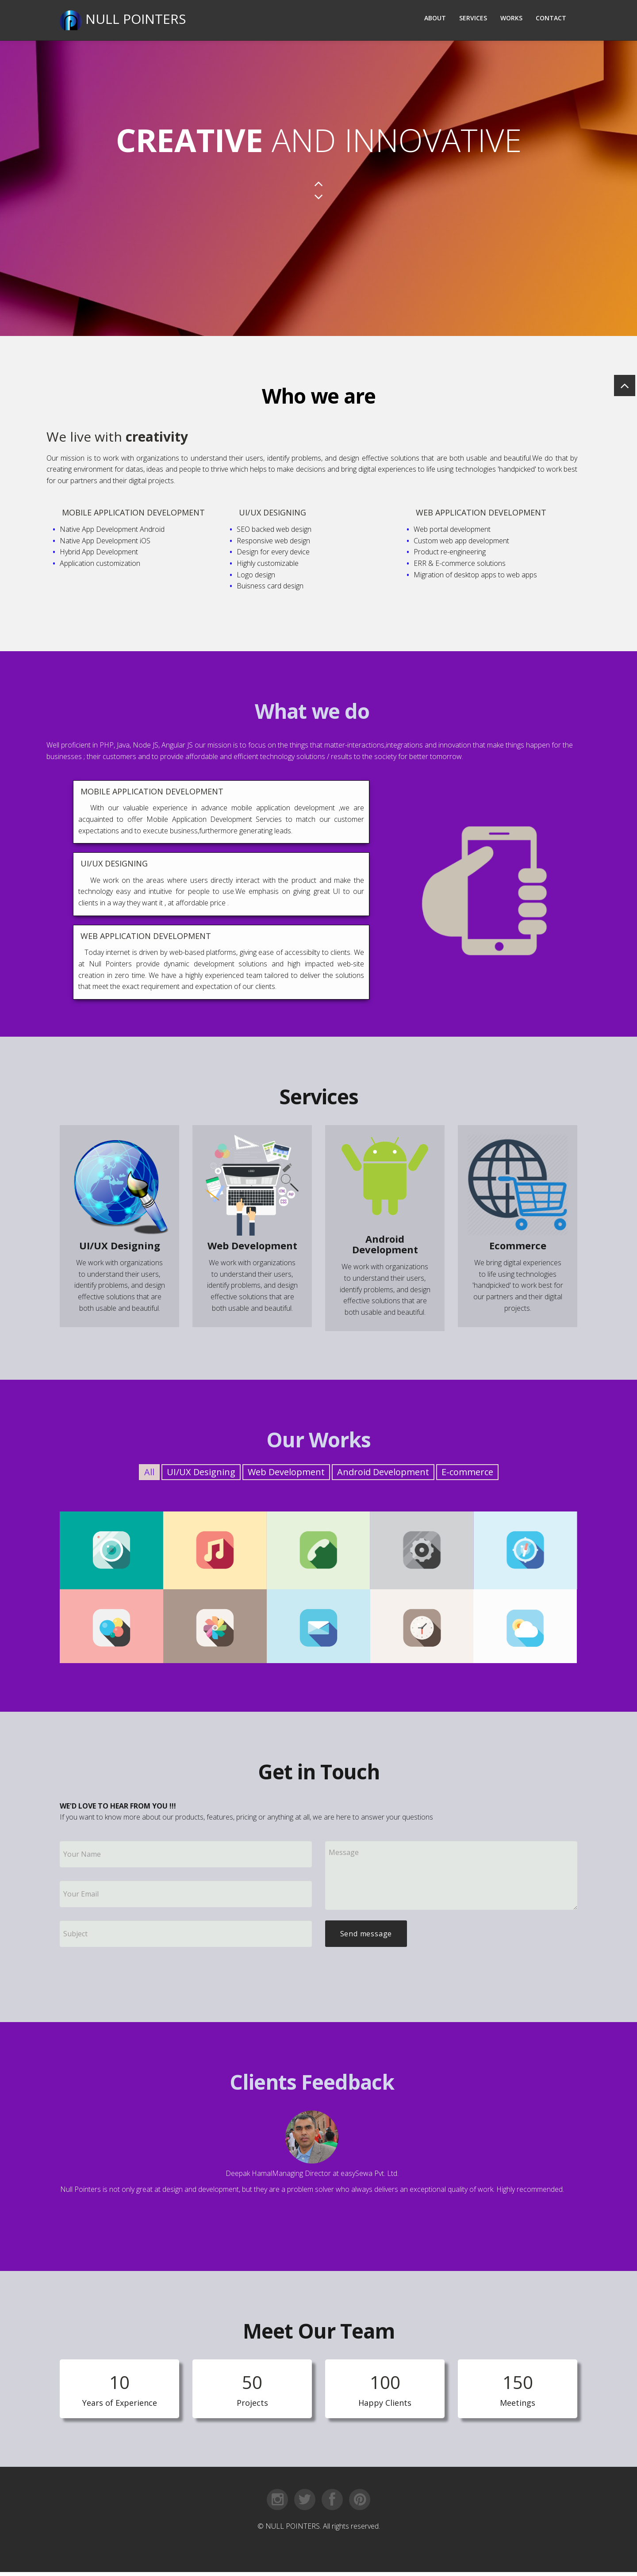 NULL POINTERS
ABOUT SERVICES WORKS CONTACT
CREATIVE AND INNOVATIVE
Who we are
We live with creativity
Our mission is to work with organizations to understand their users, identify problems, and design effective solutions that are both usable and beautiful.We do that by
creating environment for datas, ideas and people to thrive which helps to make decisions and bring digital experiences to life using technologies 'handpicked' to work best
for our partners and their digital projects.
MOBILE APPLICATION DEVELOPMENT
Native App Development Android
Native App Development iOS
Hybrid App Development
Application customization
UI/UX DESIGNING
SEO backed web design
Responsive web design
Design for every device
Highly customizable
Logo design
Buisness card design
WEB APPLICATION DEVELOPMENT
Web portal development
Custom web app development
Product re-engineering
ERR & E-commerce solutions
Migration of desktop apps to web apps
What we do
Well proficient in PHP, Java, Node JS, Angular JS our mission is to focus on the things that matter-interactions,integrations and innovation that make things happen for the
businesses , their customers and to provide affordable and efficient technology solutions / results to the society for better tomorrow.
MOBILE APPLICATION DEVELOPMENT
With our valuable experience in advance mobile application development ,we are
acquainted to offer Mobile Application Development Servcies to match our customer
expectations and to execute business,furthermore generating leads.
UI/UX DESIGNING
We work on the areas where users directly interact with the product and make the
technology easy and intuitive for people to use.We emphasis on giving great UI to our
clients in a way they want it , at affordable price .
WEB APPLICATION DEVELOPMENT
Today internet is driven by web-based platforms, giving ease of accessibilty to clients. We
at Null Pointers provide dynamic development solutions and high impacted web-site
creation in zero time. We have a highly experienced team tailored to deliver the solutions
that meet the exact requirement and expectation of our clients.
Services
UI/UX Designing
We work with organizations
to understand their users,
identify problems, and design
effective solutions that are
both usable and beautiful.
Web Development
We work with organizations
to understand their users,
identify problems, and design
effective solutions that are
both usable and beautiful.
Android
Development
We work with organizations
to understand their users,
identify problems, and design
effective solutions that are
both usable and beautiful.
Ecommerce
We bring digital experiences
to life using technologies
'handpicked' to work best for
our partners and their digital
projects.
Our Works
All UI/UX Designing Web Development Android Development E-commerce
Get in Touch
WE'D LOVE TO HEAR FROM YOU !!!
If you want to know more about our products, features, pricing or anything at all, we are here to answer your questions
Your Name
Your Email
Subject
Message
Send message
Clients Feedback
Deepak HamalManaging Director at easySewa Pvt. Ltd.
Null Pointers is not only great at design and development, but they are a problem solver who always delivers an exceptional quality of work. Highly recommended.
Meet Our Team
10
Years of Experience
50
Projects
100
Happy Clients
150
Meetings
© NULL POINTERS. All rights reserved.